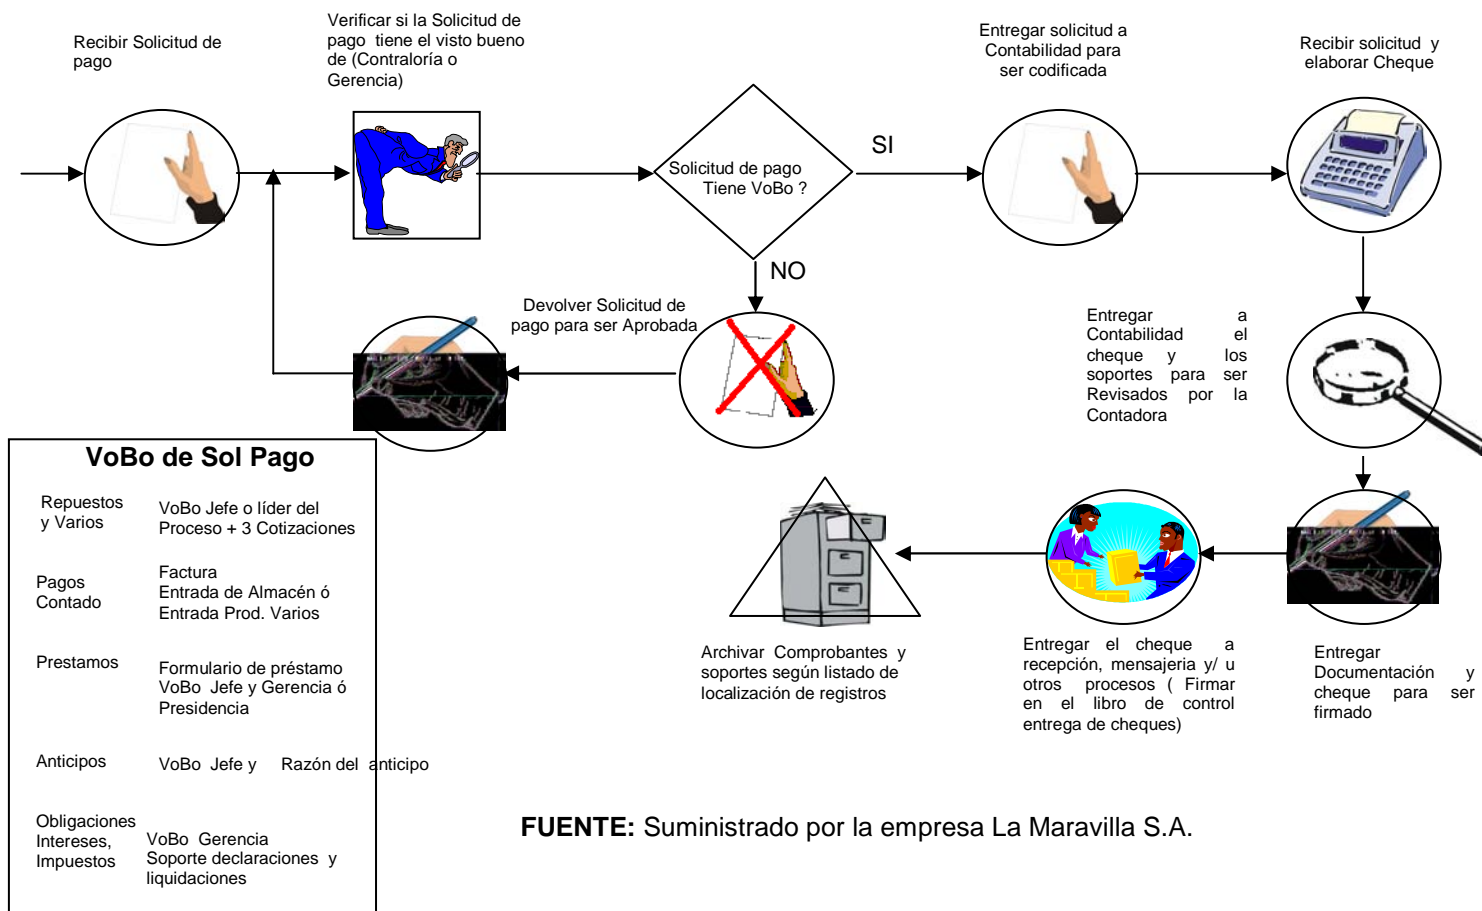 Recibir Solicitud de
pago
Verificar si la Solicitud de
pago tiene el visto bueno
de (Contraloría o
Gerencia)
Solicitud de pago
Tiene VoBo ?
SI
NO
Entregar solicitud a
Contabilidad para
ser codificada
Recibir solicitud y
elaborar Cheque
Devolver Solicitud de
pago para ser Aprobada
Entregar a
Contabilidad el
cheque y los
soportes para ser
Revisados por la
Contadora
Entregar
Documentación y
cheque para ser
firmado
Entregar el cheque a
recepción, mensajeria y/ u
otros procesos ( Firmar
en el libro de control
entrega de cheques)
Archivar Comprobantes y
soportes según listado de
localización de registros
VoBo de Sol Pago
Repuestos
y Varios
VoBo Jefe o líder del
Proceso + 3 Cotizaciones
Pagos
Contado
Factura
Entrada de Almacén ó
Entrada Prod. Varios
Prestamos
Formulario de préstamo
VoBo Jefe y Gerencia ó
Presidencia
Anticipos
VoBo Jefe y Razón del anticipo
Obligaciones
Intereses,
Impuestos
VoBo Gerencia
Soporte declaraciones y
liquidaciones
FUENTE: Suministrado por la empresa La Maravilla S.A.